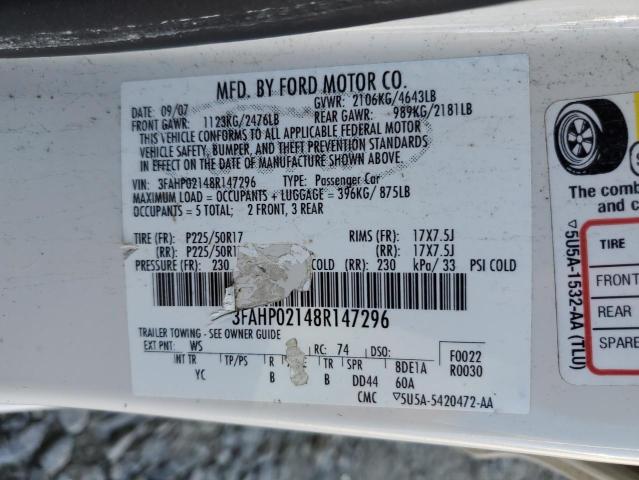 MFD. BY FORD MOTOR CO.
DATE 09/07 GVWR: 2106KG/4643LB
FRONT GAWR: 1123KG/2476LB REAR GAWR: 989KG/2181LB
THIS VEHICLE CONFORMS TO ALL APPLICABLE FEDERAL MOTOR
VEHICLE SAFETY, BUMPER, AND THEFT PREVENTION STANDARDS
IN EFFECT ON THE DATE OF MANUFACTURE SHOWN ABOVE.
VIN: 3FAHP02148R147296 TYPE: Passenger Car
MAXIMUM LOAD = OCCUPANTS + LUGGAGE = 396KG/ 875LB
OCCUPANTS = 5 TOTAL; 2 FRONT, 3 REAR
TIRE (FR): P225/50R17 RIMS (FR): 17X7.5J
(RR): P225/50R1 (RR): 17X7.5J
PRESSURE (FR): 230 COLD (RR): 230 kPa/ 33 PSI COLD
3FAHP02148R147296
TRAILER TOWING - SEE OWNER GUIDE
EXT PNT: WS RC: 74 DSO: F0022
INT TR TP/PS R TR SPR 8DE1A R0030
YC B B DD44 60A
CMC ▽5U5A-5420472-AA
The comb
and c
TIRE
FRONT
REAR
SPARE
▽5U5A-1532-AA (TLU)